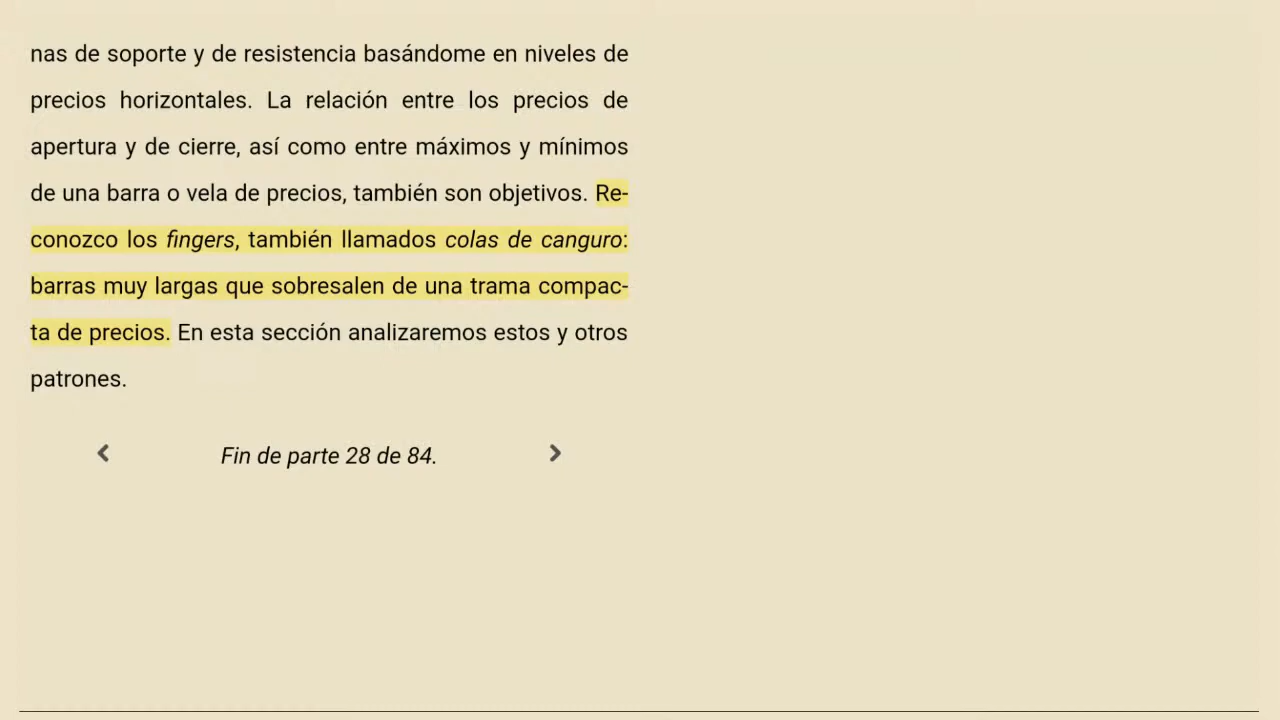 nas de soporte y de resistencia basándome en niveles de
precios horizontales. La relación entre los precios de
apertura y de cierre, así como entre máximos y mínimos
de una barra o vela de precios, también son objetivos. Re-
conozco los fingers, también llamados colas de canguro:
barras muy largas que sobresalen de una trama compac-
ta de precios. En esta sección analizaremos estos y otros
patrones.
Fin de parte 28 de 84.